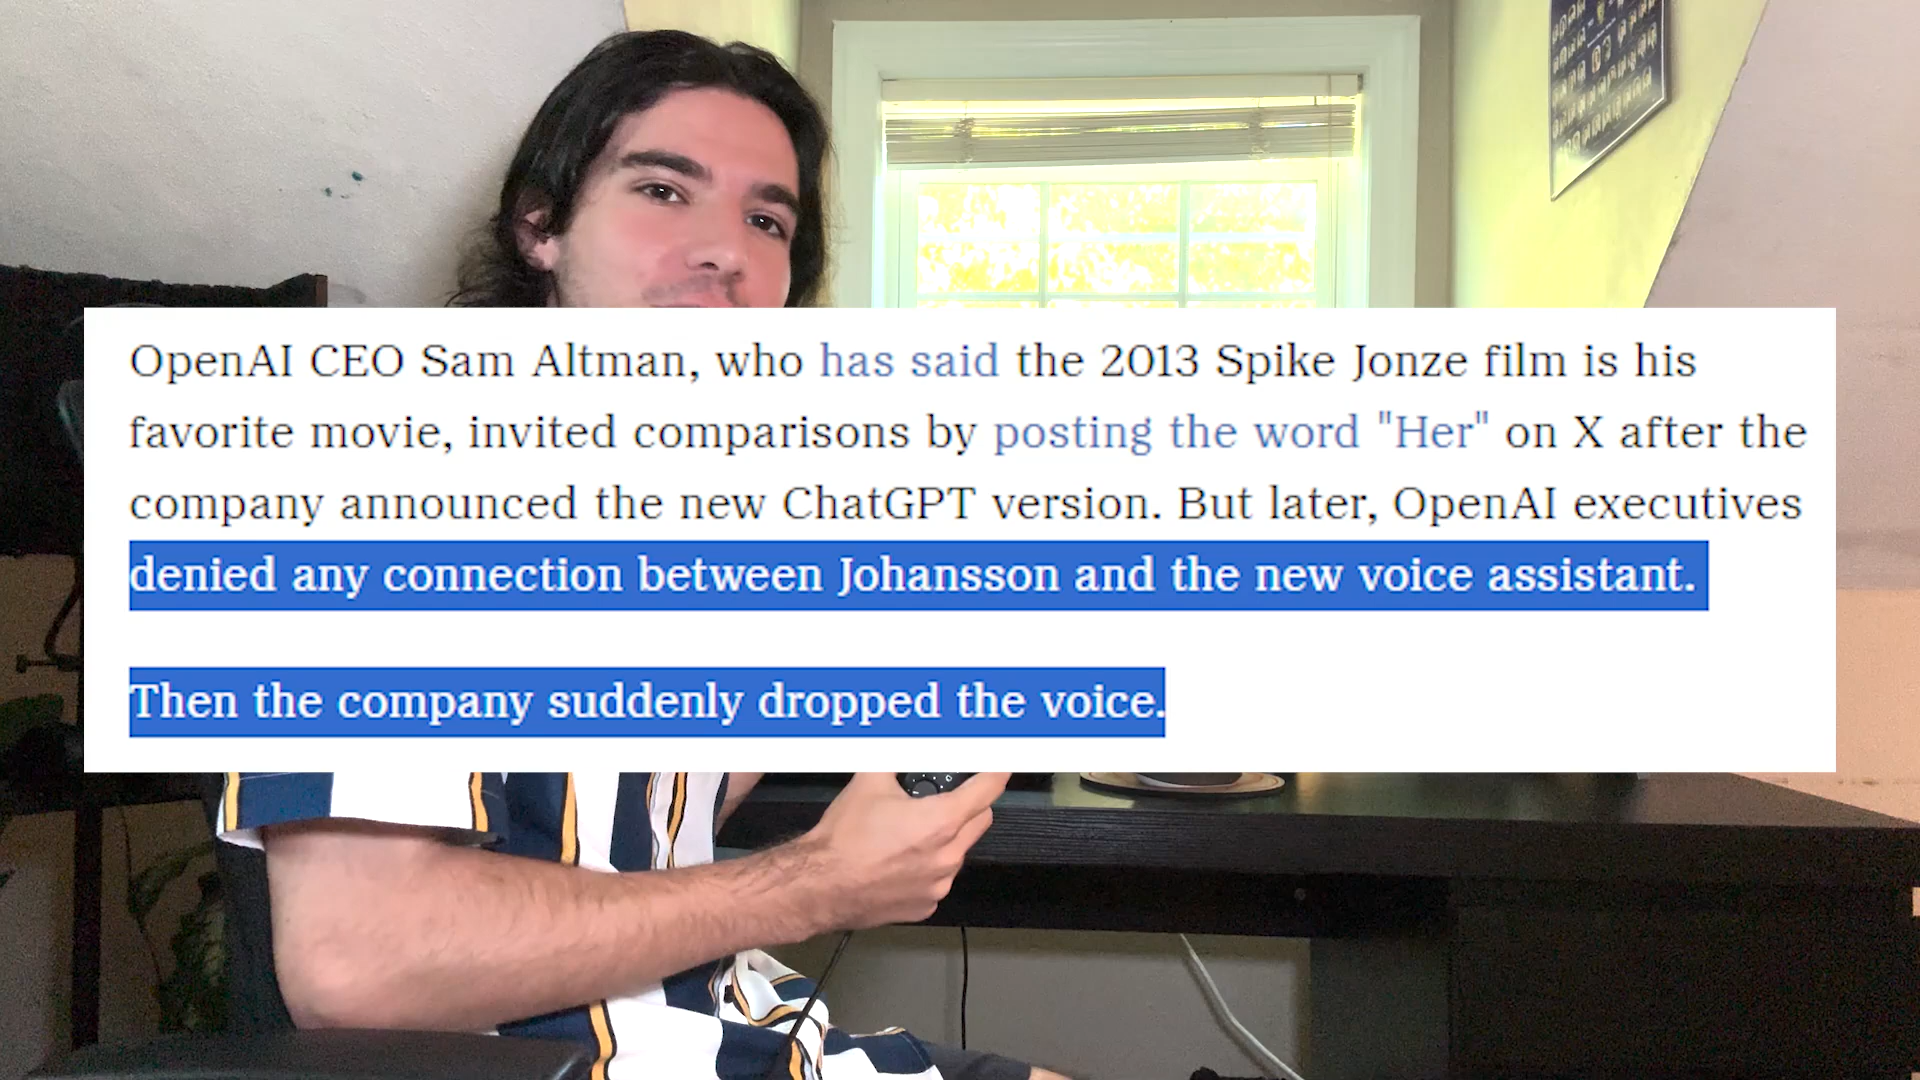 OpenAI CEO Sam Altman, who has said the 2013 Spike Jonze film is his
favorite movie, invited comparisons by posting the word "Her" on X after the
company announced the new ChatGPT version. But later, OpenAI executives
denied any connection between Johansson and the new voice assistant.
Then the company suddenly dropped the voice.